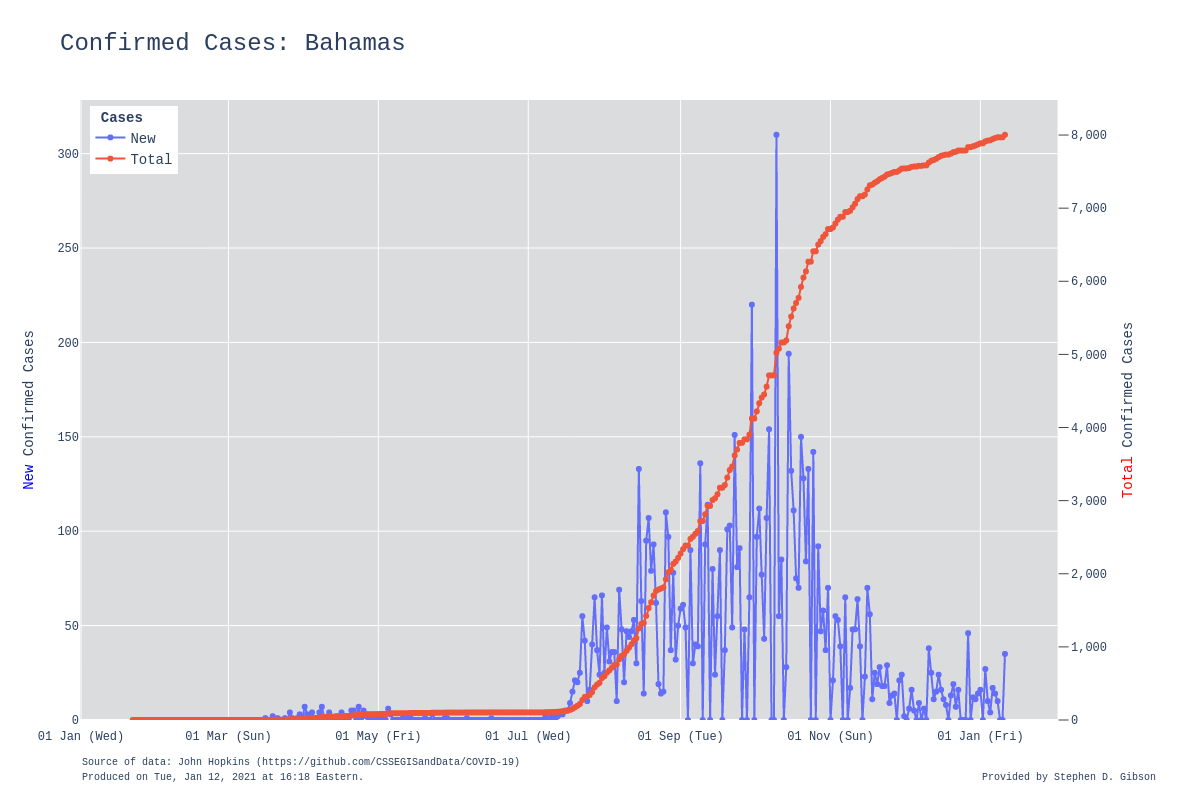 Confirmed Cases: Bahamas
Cases
New
Total
300
250
200
150
100
50
0
8,000
7,000
6,000
5,000
4,000
3,000
2,000
1,000
0
New Confirmed Cases
Total Confirmed Cases
01 Jan (Wed) 01 Mar (Sun) 01 May (Fri) 01 Jul (Wed) 01 Sep (Tue) 01 Nov (Sun) 01 Jan (Fri)
Source of data: John Hopkins (https://github.com/CSSEGISandData/COVID-19)
Produced on Tue, Jan 12, 2021 at 16:18 Eastern.
Provided by Stephen D. Gibson